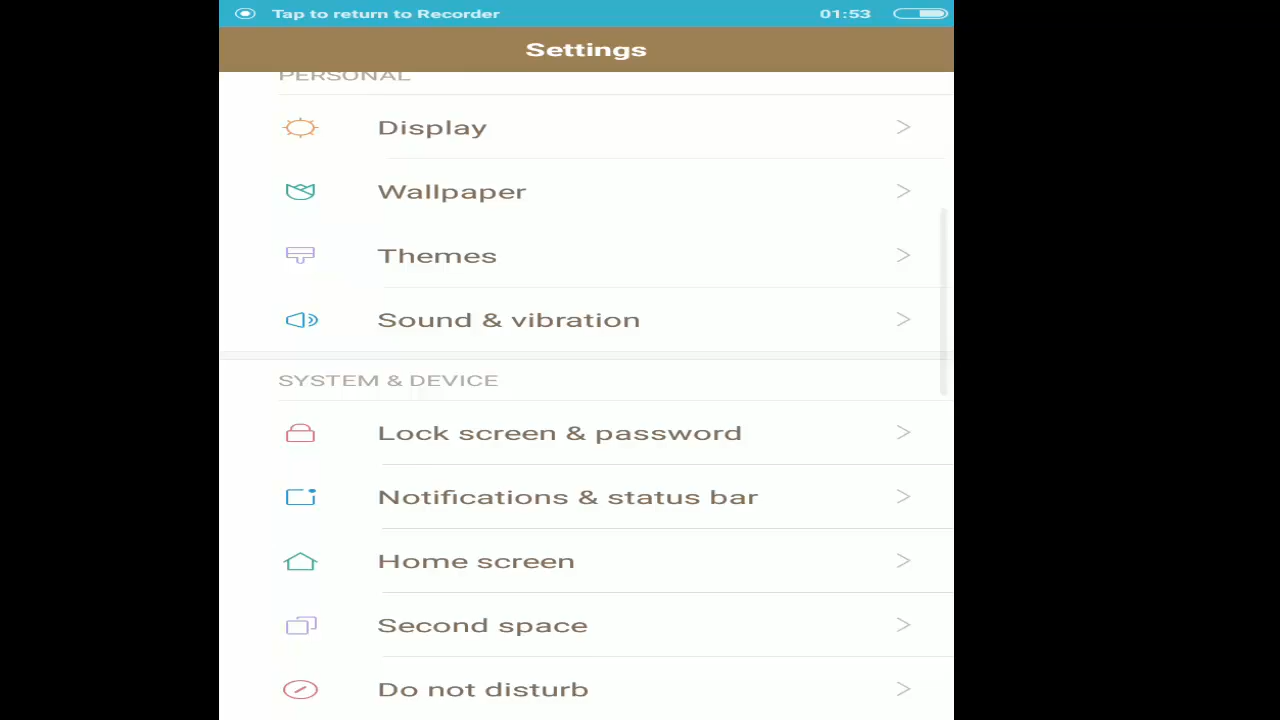 Tap to return to Recorder 01:53
Settings
PERSONAL
Display
Wallpaper
Themes
Sound & vibration
SYSTEM & DEVICE
Lock screen & password
Notifications & status bar
Home screen
Second space
Do not disturb